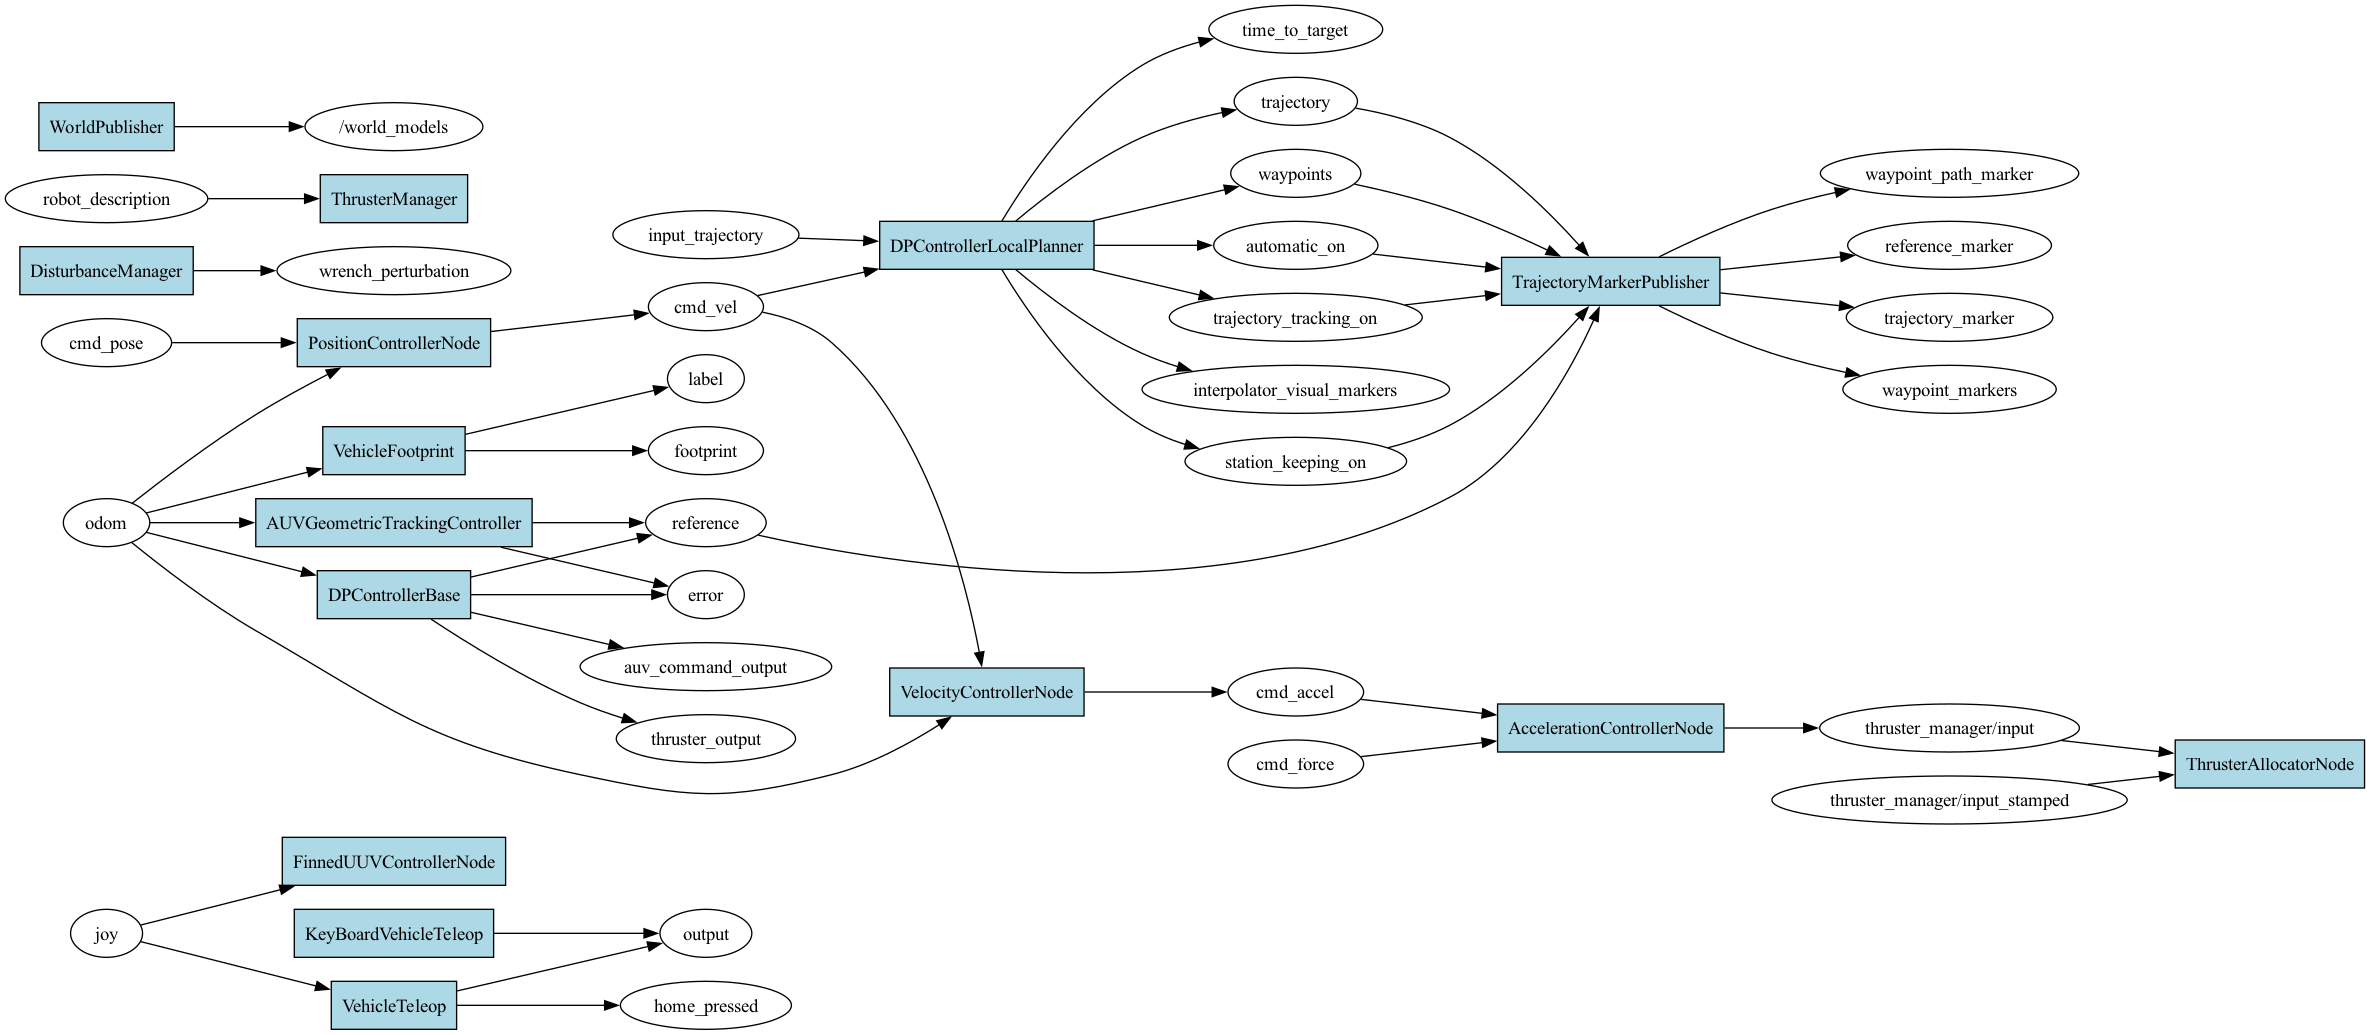 time_to_target
trajectory
WorldPublisher
/world_models
waypoints
waypoint_path_marker
robot_description
ThrusterManager
input_trajectory
DPControllerLocalPlanner
automatic_on
reference_marker
DisturbanceManager
wrench_perturbation
TrajectoryMarkerPublisher
cmd_vel
trajectory_tracking_on
trajectory_marker
cmd_pose
PositionControllerNode
label
interpolator_visual_markers
waypoint_markers
VehicleFootprint
footprint
station_keeping_on
odom
AUVGeometricTrackingController
reference
DPControllerBase
error
auv_command_output
VelocityControllerNode
cmd_accel
thruster_output
AccelerationControllerNode
thruster_manager/input
cmd_force
ThrusterAllocatorNode
thruster_manager/input_stamped
FinnedUUVControllerNode
joy
KeyBoardVehicleTeleop
output
VehicleTeleop
home_pressed